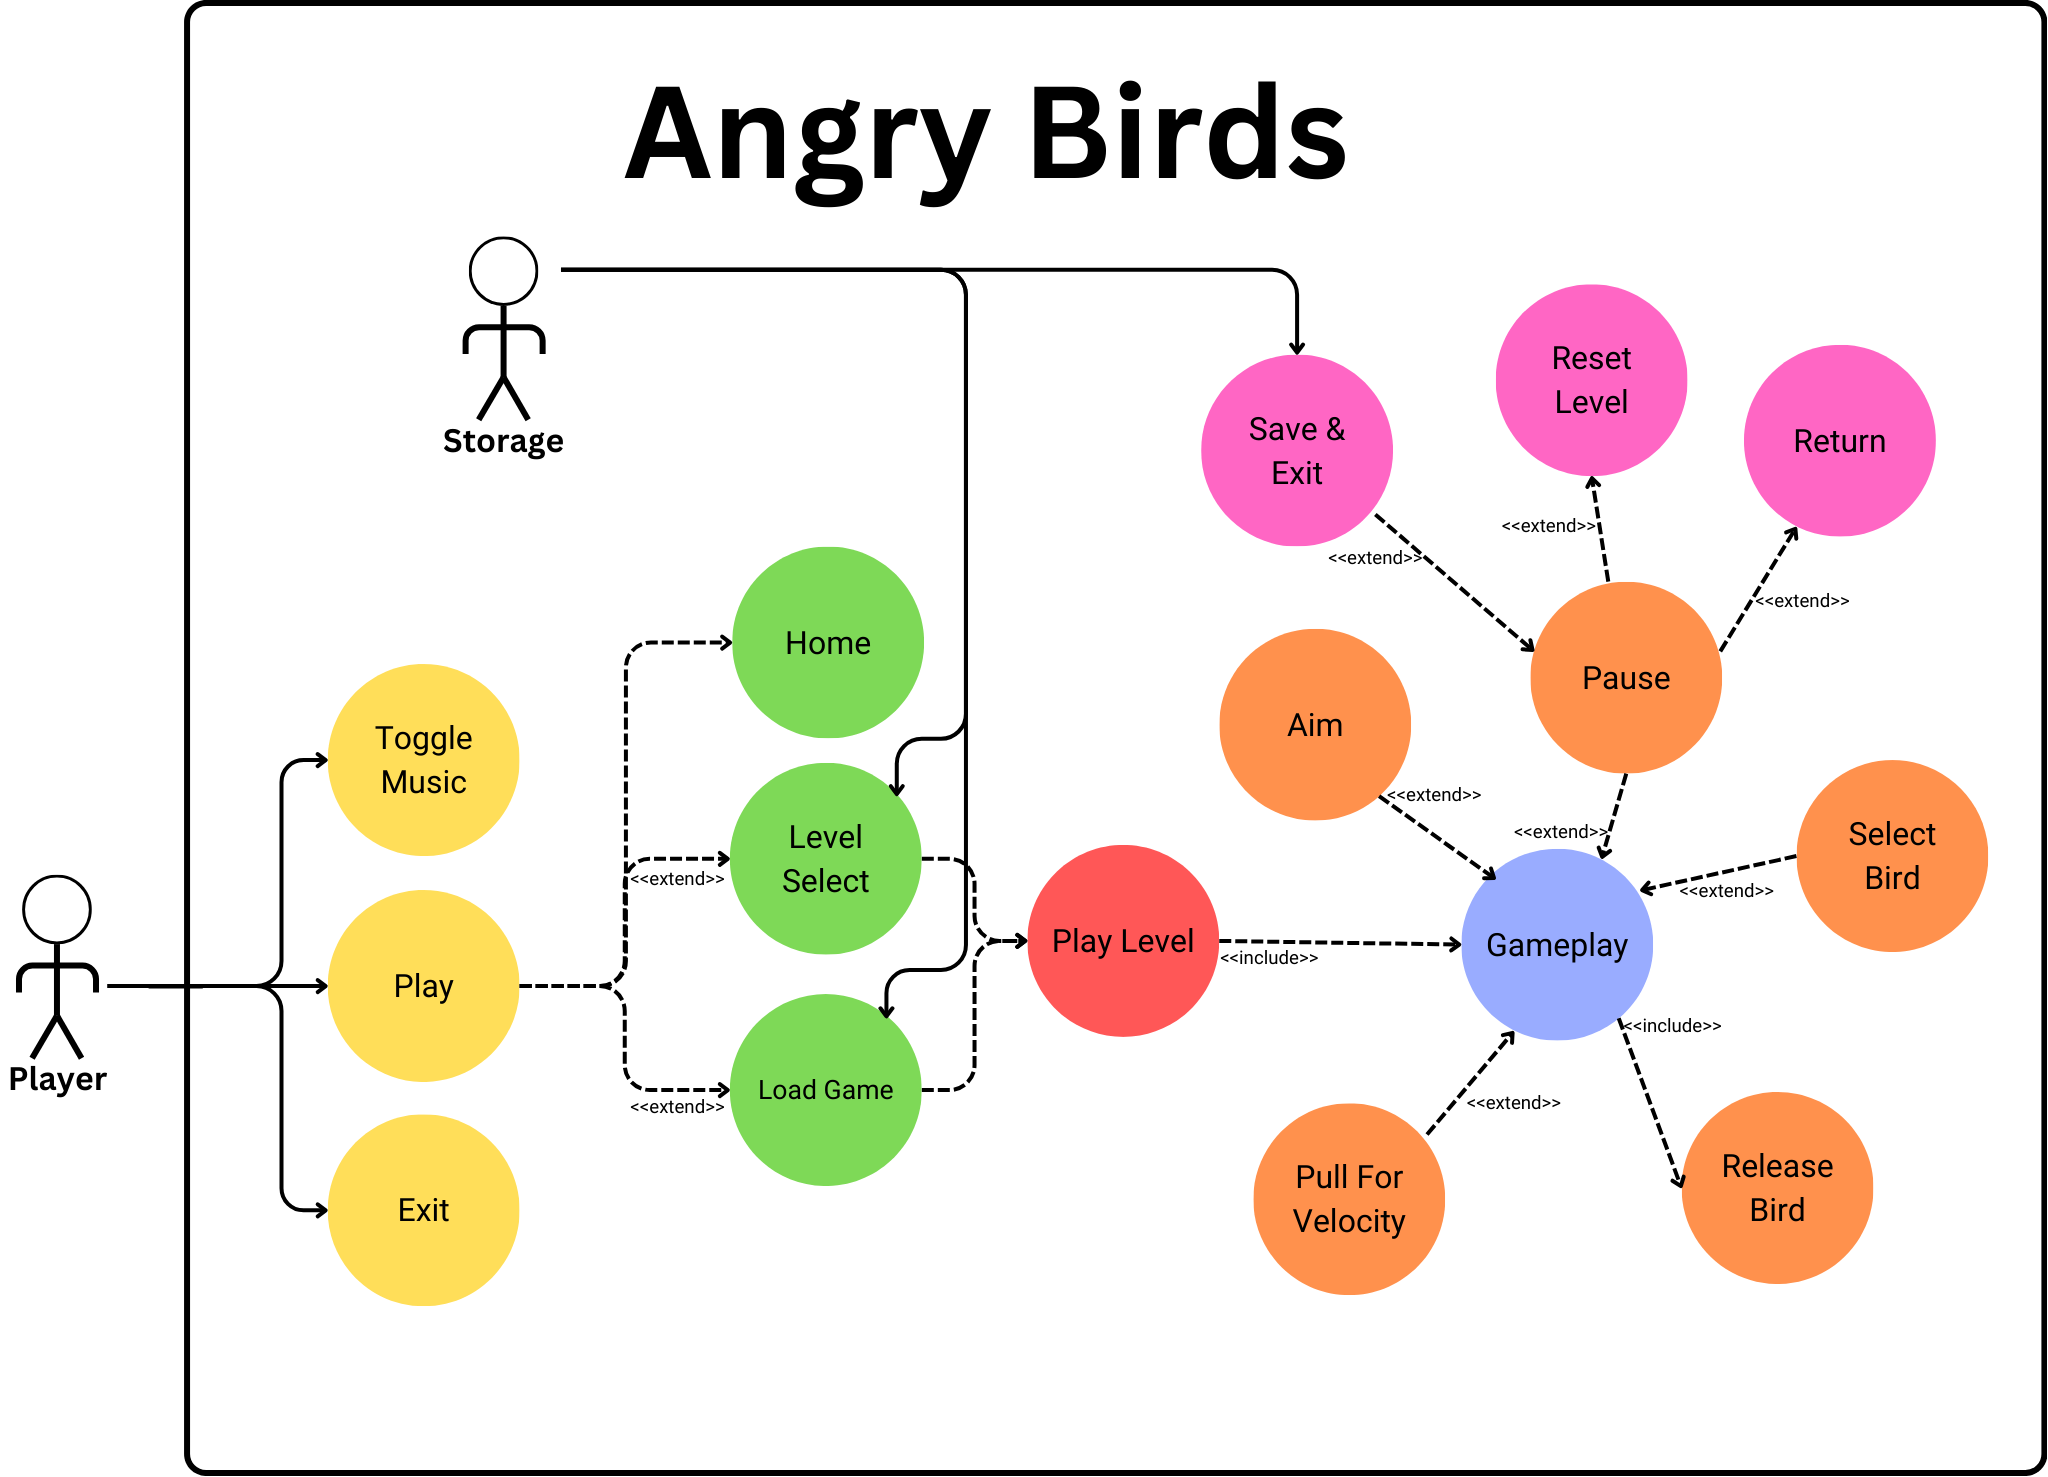 Angry Birds
Storage
Save &
Exit
Reset
Level
Return
<<extend>>
<<extend>>
<<extend>>
Home
Pause
Aim
Toggle
Music
Level
Select
<<extend>>
<<extend>>
<<extend>>
Select
Bird
<<extend>>
<<extend>>
Play Level
<<include>>
Gameplay
Player
Play
Load Game
<<extend>>
<<include>>
<<extend>>
Pull For
Velocity
Release
Bird
Exit